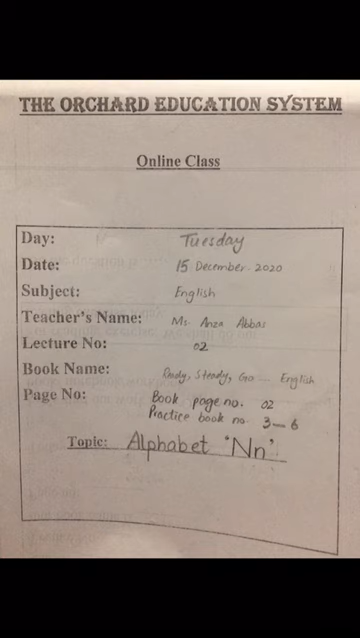 THE ORCHARD EDUCATION SYSTEM
Online Class
Day: Tuesday
Date: 15 December-2020
Subject: English
Teacher's Name: Ms. Anza Abbas
Lecture No: 02
Book Name: Ready, Steady, Go — English
Page No: Book page no. 02
Practice book no. 3—6
Topic: Alphabet 'Nn'